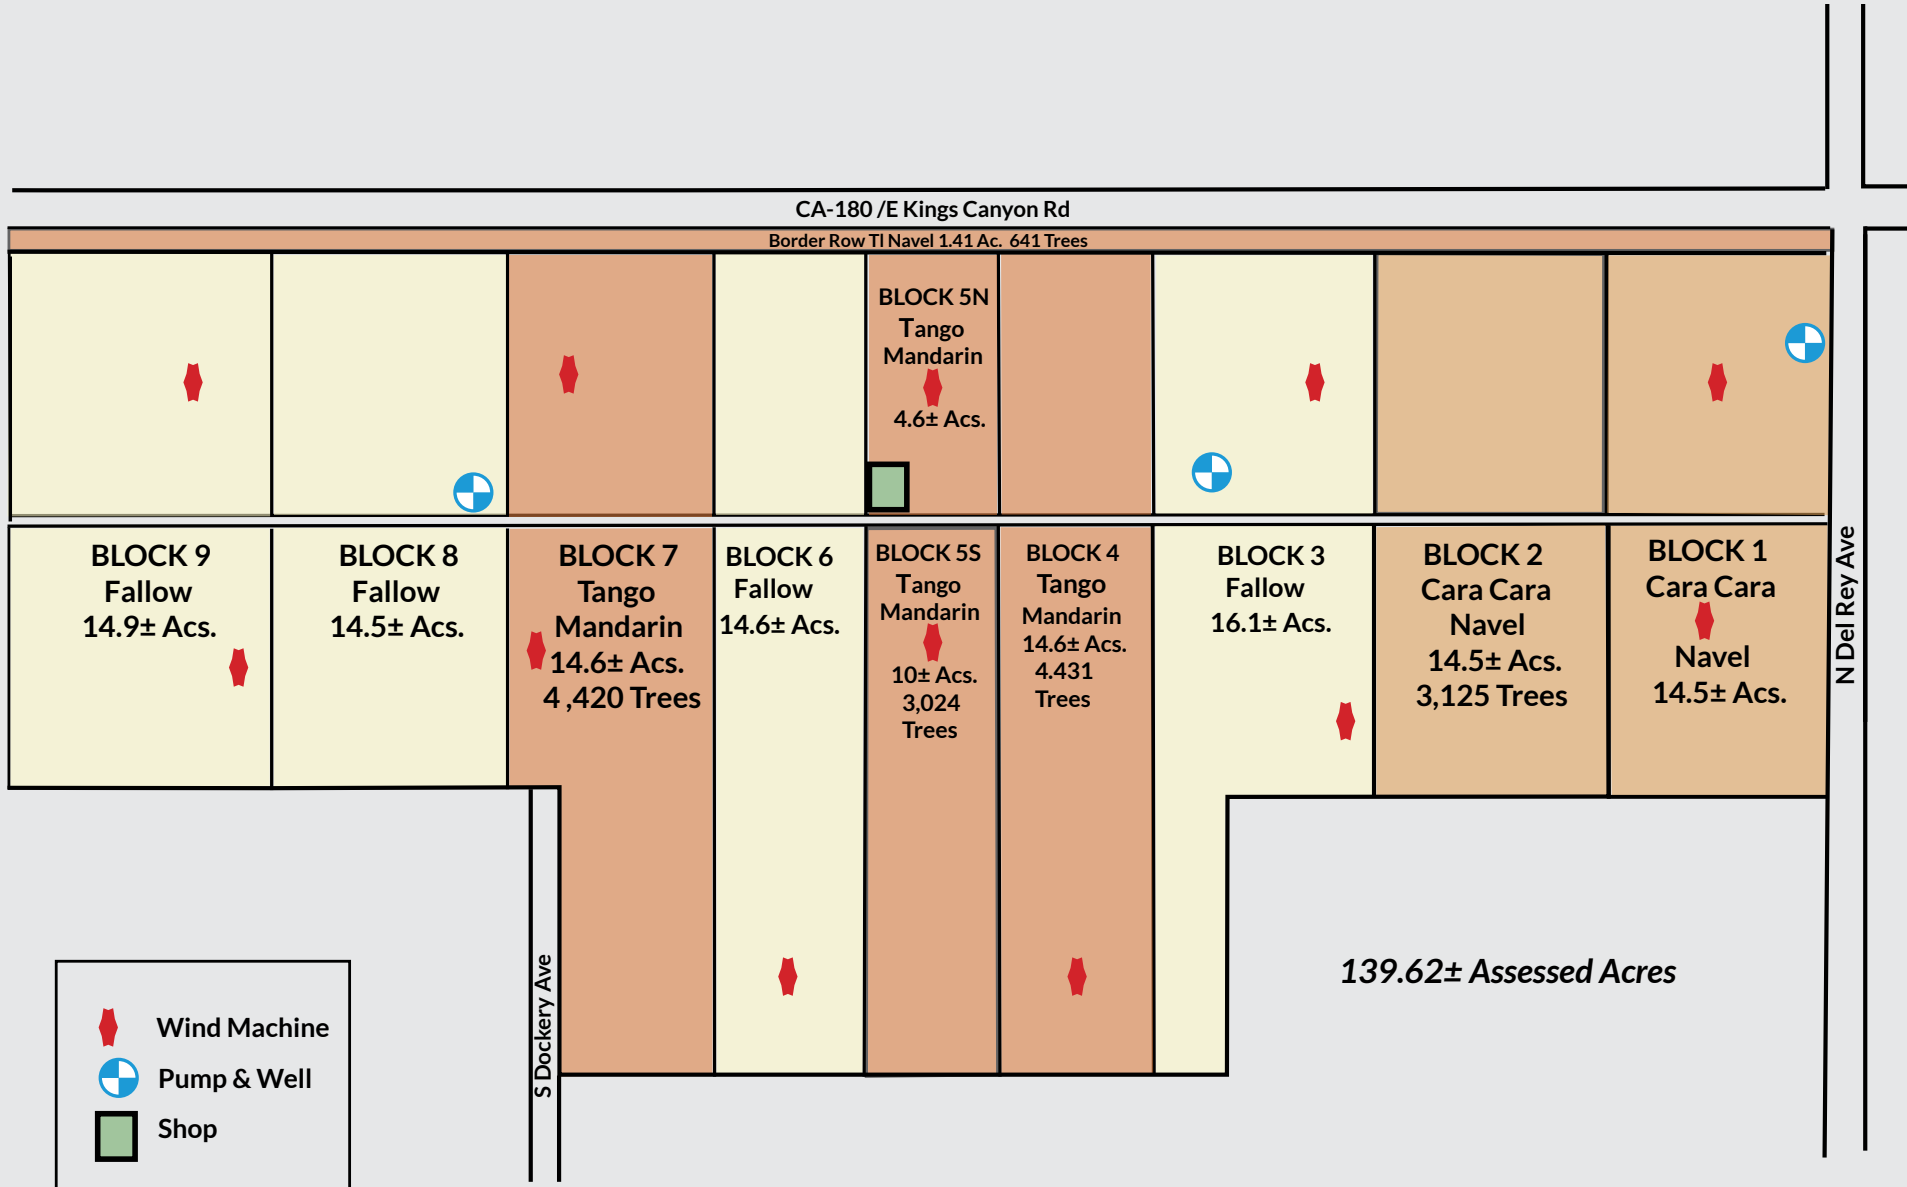 CA-180 /E Kings Canyon Rd
Border Row TI Navel 1.41 Ac. 641 Trees
BLOCK 5N
Tango
Mandarin
4.6± Acs.
BLOCK 9
Fallow
14.9± Acs.
BLOCK 8
Fallow
14.5± Acs.
BLOCK 7
Tango
Mandarin
14.6± Acs.
4 ,420 Trees
BLOCK 6
Fallow
14.6± Acs.
BLOCK 5S
Tango
Mandarin
10± Acs.
3,024
Trees
BLOCK 4
Tango
Mandarin
14.6± Acs.
4.431
Trees
BLOCK 3
Fallow
16.1± Acs.
BLOCK 2
Cara Cara
Navel
14.5± Acs.
3,125 Trees
BLOCK 1
Cara Cara
Navel
14.5± Acs.
N Del Rey Ave
S Dockery Ave
139.62± Assessed Acres
Wind Machine
Pump & Well
Shop